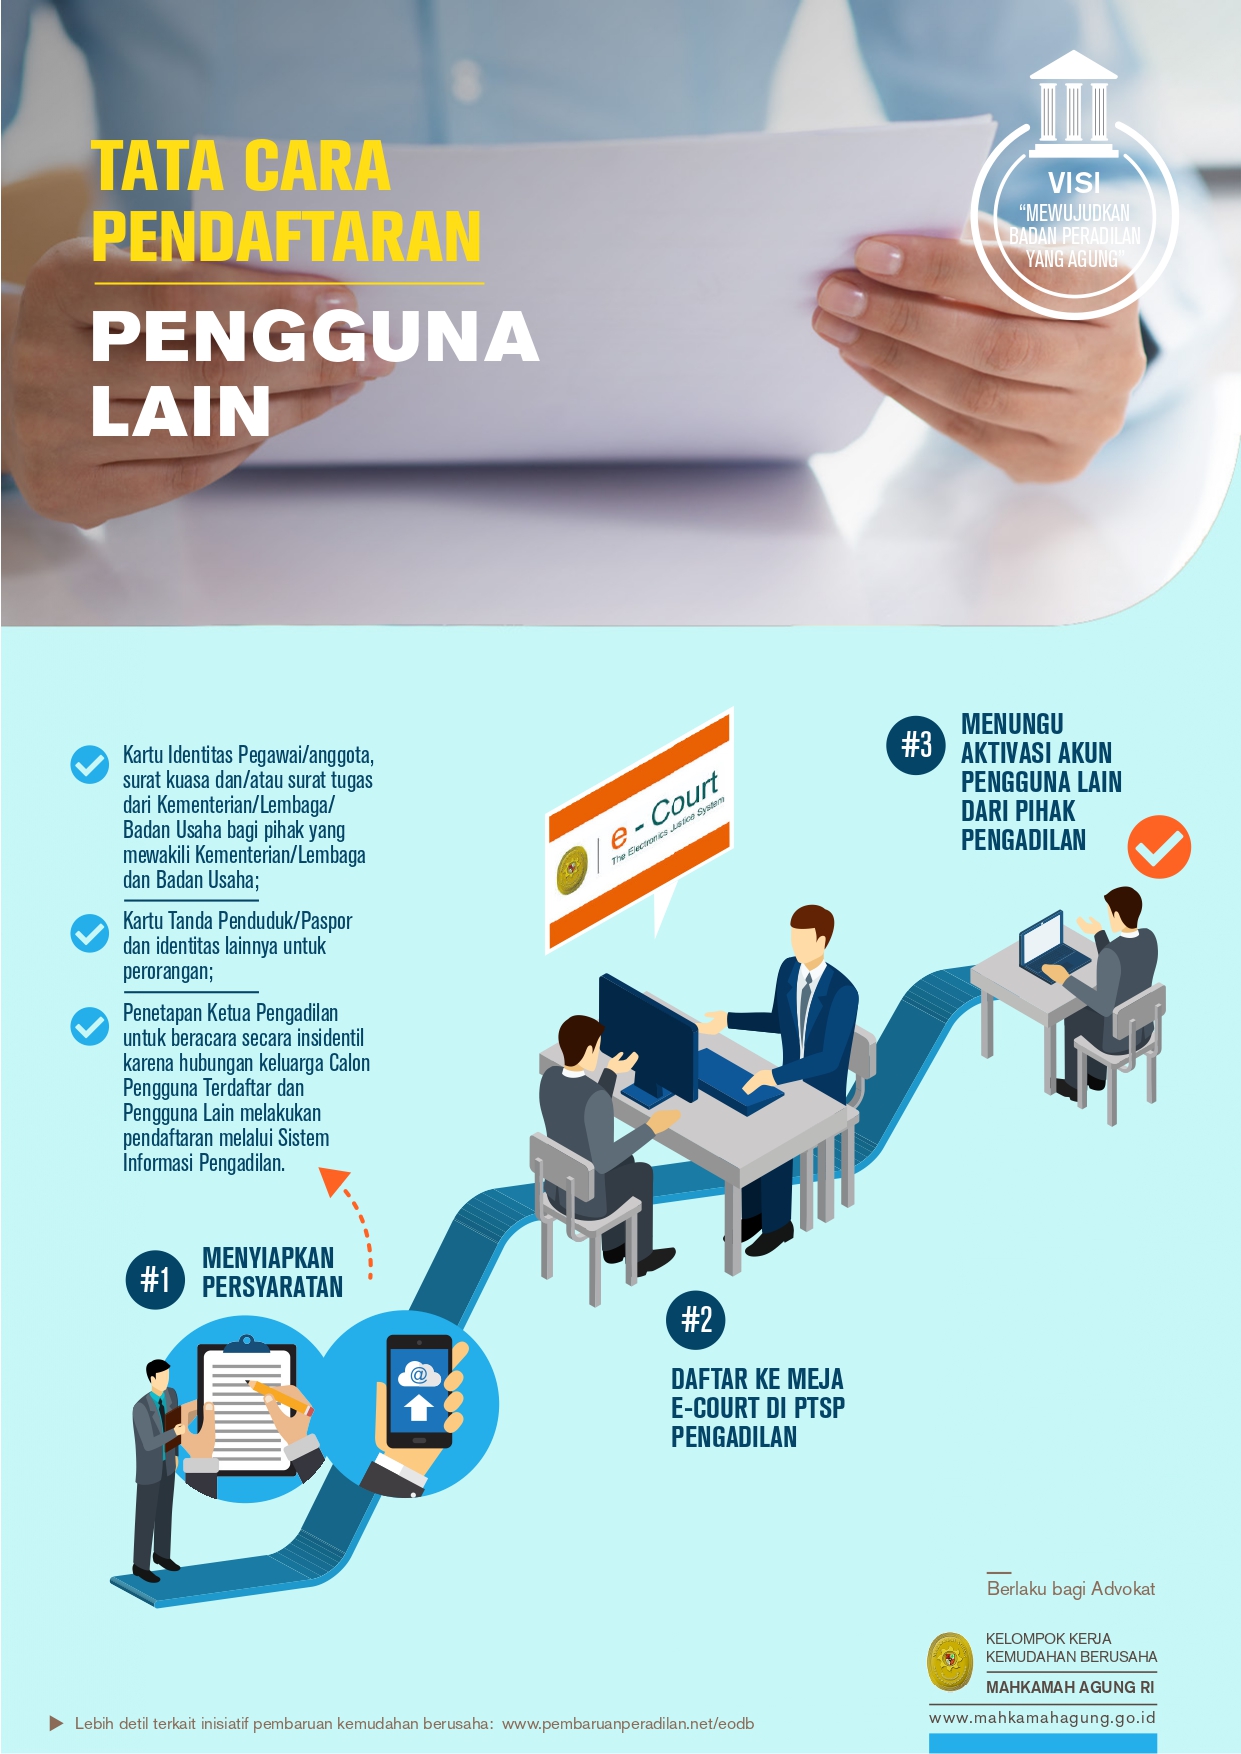 TATA CARA
PENDAFTARAN
PENGGUNA
LAIN
VISI
“MEWUJUDKAN
BADAN PERADILAN
YANG AGUNG”
Kartu Identitas Pegawai/anggota,
surat kuasa dan/atau surat tugas
dari Kementerian/Lembaga/
Badan Usaha bagi pihak yang
mewakili Kementerian/Lembaga
dan Badan Usaha;
Kartu Tanda Penduduk/Paspor
dan identitas lainnya untuk
perorangan;
Penetapan Ketua Pengadilan
untuk beracara secara insidentil
karena hubungan keluarga Calon
Pengguna Terdaftar dan
Pengguna Lain melakukan
pendaftaran melalui Sistem
Informasi Pengadilan.
#1
MENYIAPKAN
PERSYARATAN
@
e - Court
The Electronics Justice System
#2
DAFTAR KE MEJA
E-COURT DI PTSP
PENGADILAN
#3
MENUNGU
AKTIVASI AKUN
PENGGUNA LAIN
DARI PIHAK
PENGADILAN
Berlaku bagi Advokat
KELOMPOK KERJA
KEMUDAHAN BERUSAHA
MAHKAMAH AGUNG RI
www.mahkamahagung.go.id
Lebih detil terkait inisiatif pembaruan kemudahan berusaha: www.pembaruanperadilan.net/eodb